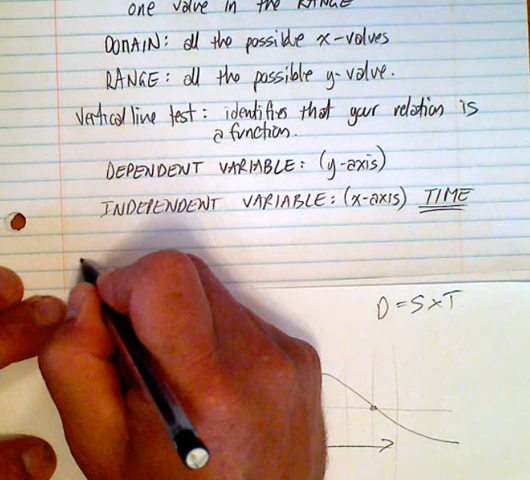 one value in the RANGE
DOMAIN: all the possible x-values
RANGE: all the possible y-value.
Vertical line test: identifies that your relation is
a function.
DEPENDENT VARIABLE: (y-axis)
INDEPENDENT VARIABLE: (x-axis) TIME
D = S x T